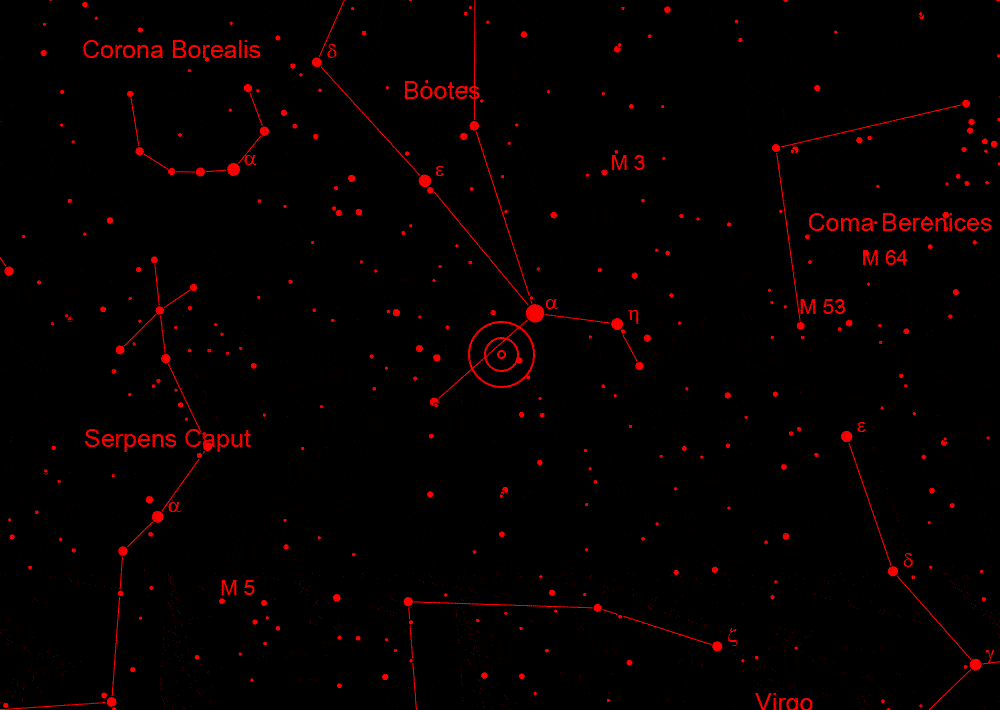 δ
Corona Borealis
Bootes
α
M 3
ε
Coma Berenices
M 64
α
M 53
η
ε
Serpens Caput
α
δ
M 5
ζ
γ
Virgo